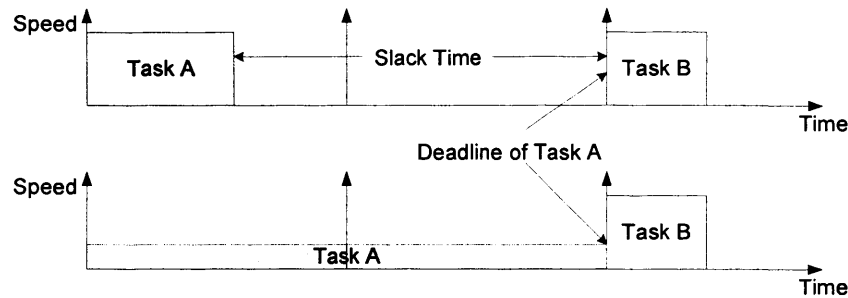 Speed
Task A
Slack Time
Task B
Time
Deadline of Task A
Speed
Task A
Task B
Time